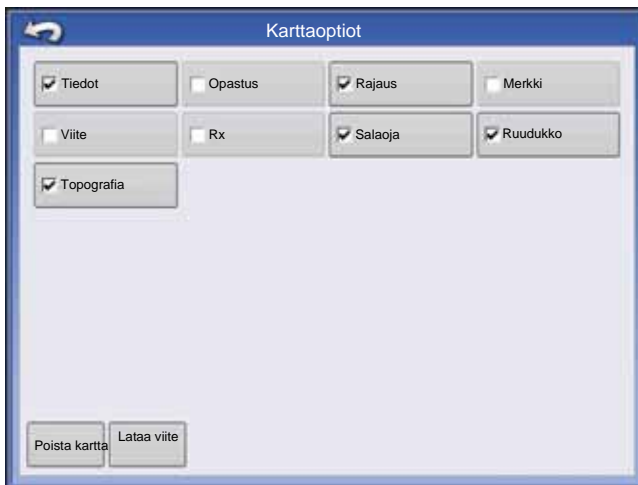 Karttaoptiot
Tiedot Opastus Rajaus Merkki
Viite Rx Salaoja Ruudukko
Topografia
Poista kartta Lataa viite